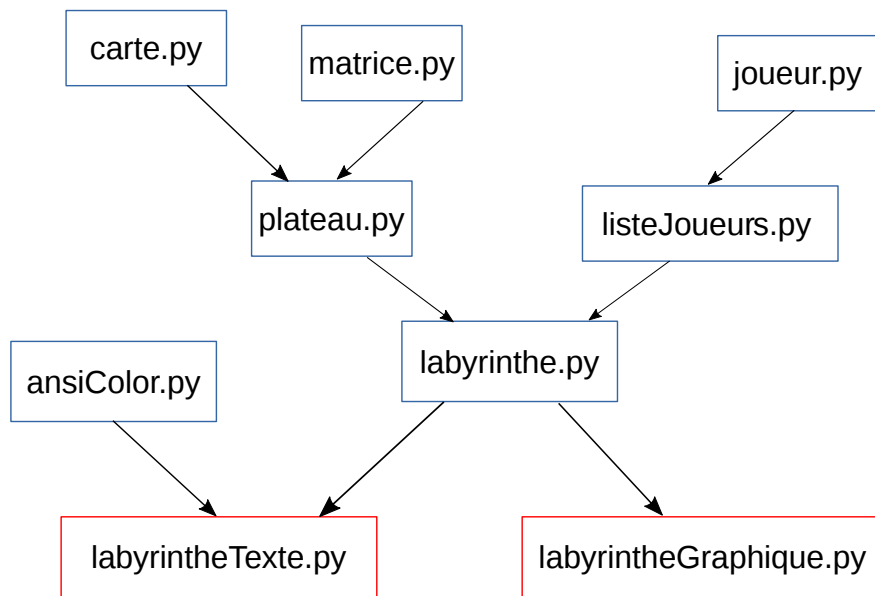 carte.py
matrice.py
joueur.py
plateau.py
listeJoueurs.py
labyrinthe.py
ansiColor.py
labyrintheTexte.py
labyrintheGraphique.py